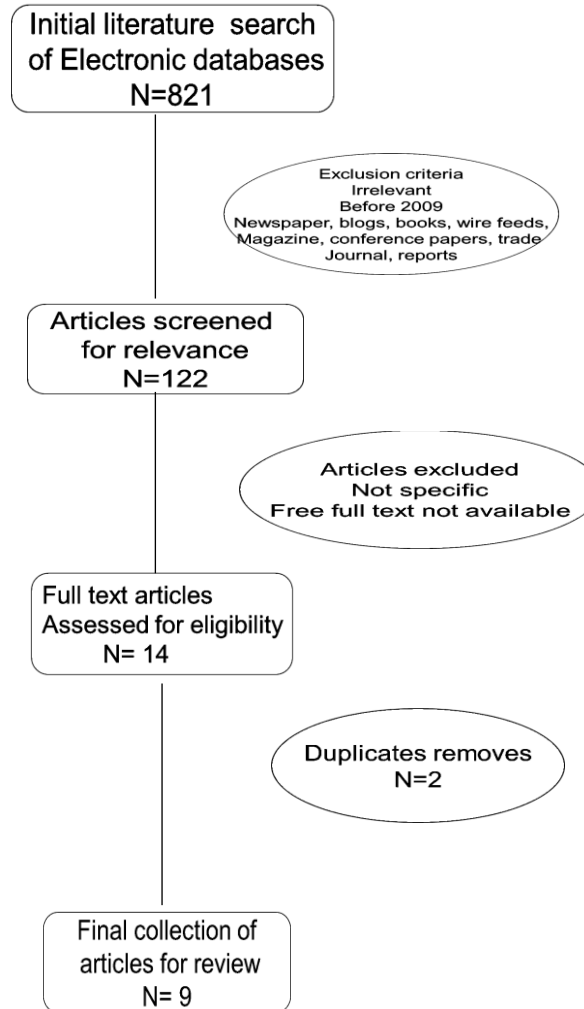 Initial literature search
of Electronic databases
N=821
Exclusion criteria
Irrelevant
Before 2009
Newspaper, blogs, books, wire feeds,
Magazine, conference papers, trade
Journal, reports
Articles screened
for relevance
N=122
Articles excluded
Not specific
Free full text not available
Full text articles
Assessed for eligibility
N= 14
Duplicates removes
N=2
Final collection of
articles for review
N= 9